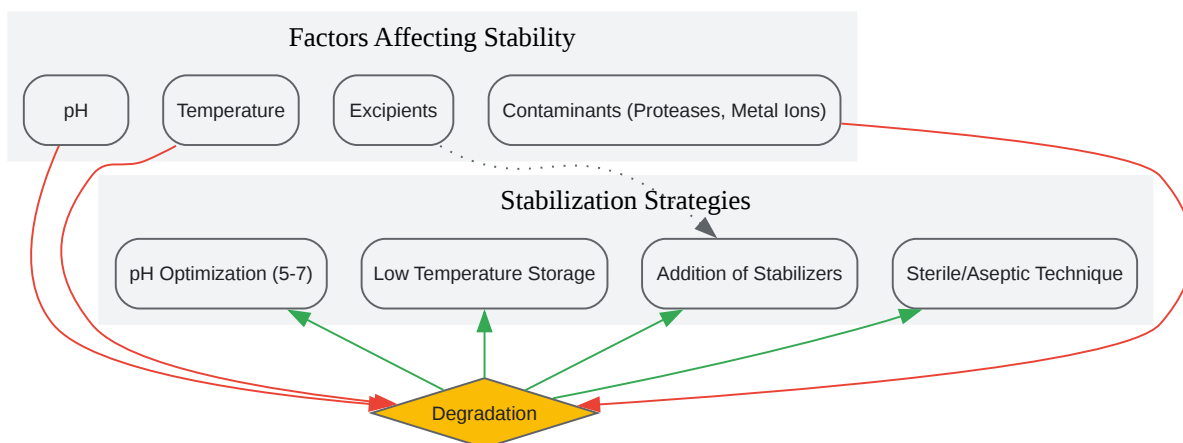 Factors Affecting Stability
pH
Temperature
Excipients
Contaminants (Proteases, Metal Ions)
Stabilization Strategies
pH Optimization (5-7)
Low Temperature Storage
Addition of Stabilizers
Sterile/Aseptic Technique
Degradation